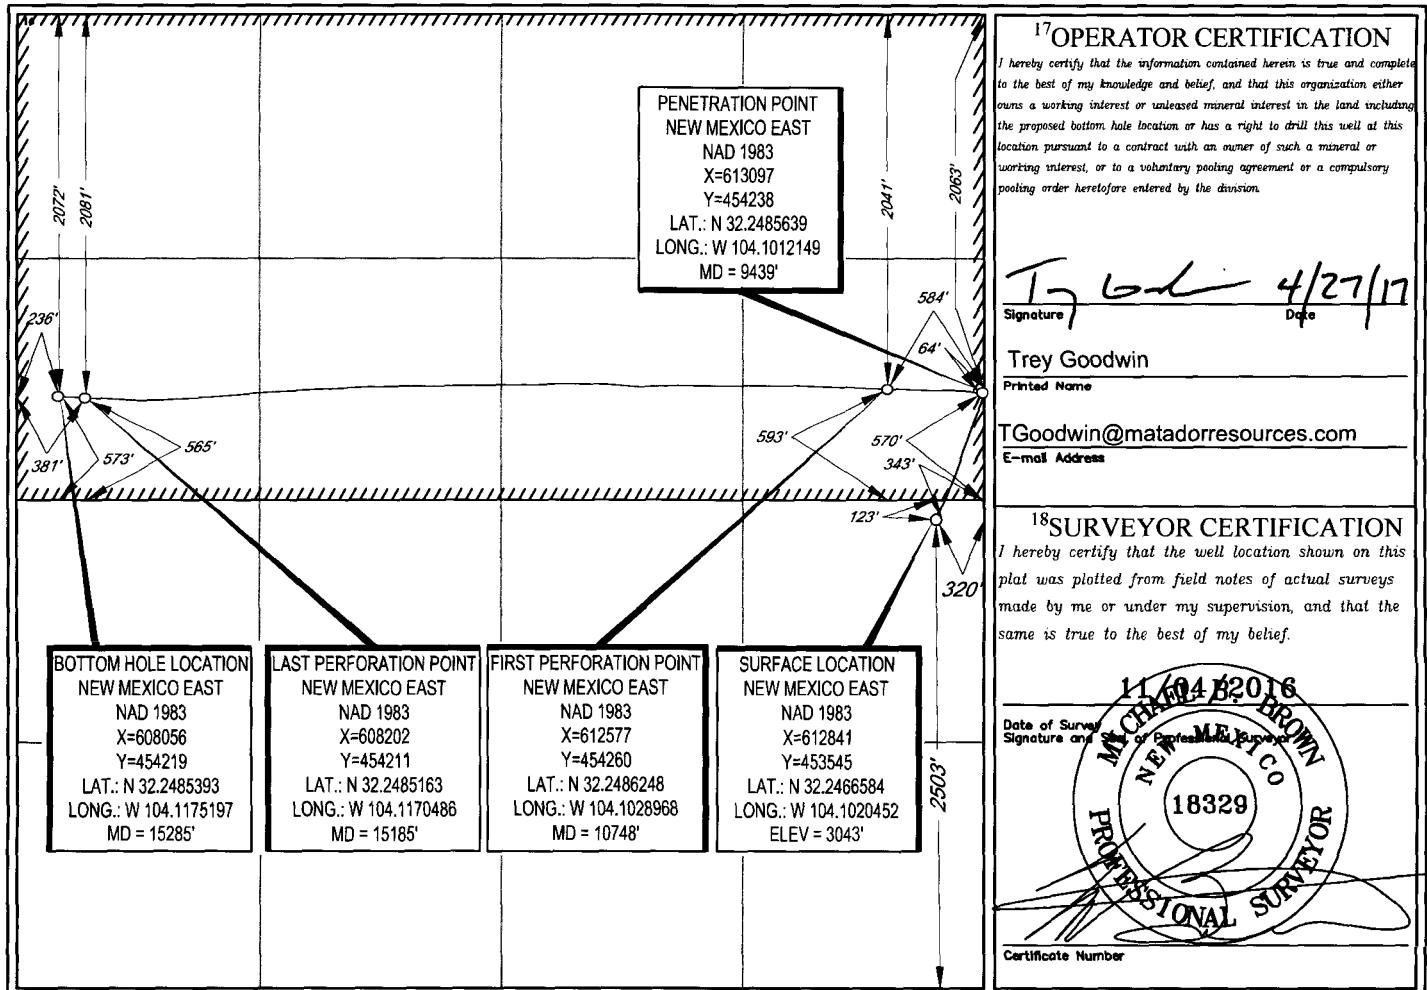 2072'
2081'
2041'
2063'
PENETRATION POINT
NEW MEXICO EAST
NAD 1983
X=613097
Y=454238
LAT.: N 32.2485639
LONG.: W 104.1012149
MD = 9439'
236'
584'
64'
381'
573'
565'
593'
570'
343'
123'
320'
2503'
BOTTOM HOLE LOCATION
NEW MEXICO EAST
NAD 1983
X=608056
Y=454219
LAT.: N 32.2485393
LONG.: W 104.1175197
MD = 15285'
LAST PERFORATION POINT
NEW MEXICO EAST
NAD 1983
X=608202
Y=454211
LAT.: N 32.2485163
LONG.: W 104.1170486
MD = 15185'
FIRST PERFORATION POINT
NEW MEXICO EAST
NAD 1983
X=612577
Y=454260
LAT.: N 32.2486248
LONG.: W 104.1028968
MD = 10748'
SURFACE LOCATION
NEW MEXICO EAST
NAD 1983
X=612841
Y=453545
LAT.: N 32.2466584
LONG.: W 104.1020452
ELEV = 3043'
17OPERATOR CERTIFICATION
I hereby certify that the information contained herein is true and complete
to the best of my knowledge and belief, and that this organization either
owns a working interest or unleased mineral interest in the land including
the proposed bottom hole location or has a right to drill this well at this
location pursuant to a contract with an owner of such a mineral or
working interest, or to a voluntary pooling agreement or a compulsory
pooling order heretofore entered by the division.
4/27/17
Signature Date
Trey Goodwin
Printed Name
TGoodwin@matadorresources.com
E-mail Address
18SURVEYOR CERTIFICATION
I hereby certify that the well location shown on this
plat was plotted from field notes of actual surveys
made by me or under my supervision, and that the
same is true to the best of my belief.
11/04/2016
Date of Survey
Signature and Seal of Professional Surveyor
MICHAEL B. BROWN
NEW MEXICO
18329
PROFESSIONAL SURVEYOR
Certificate Number